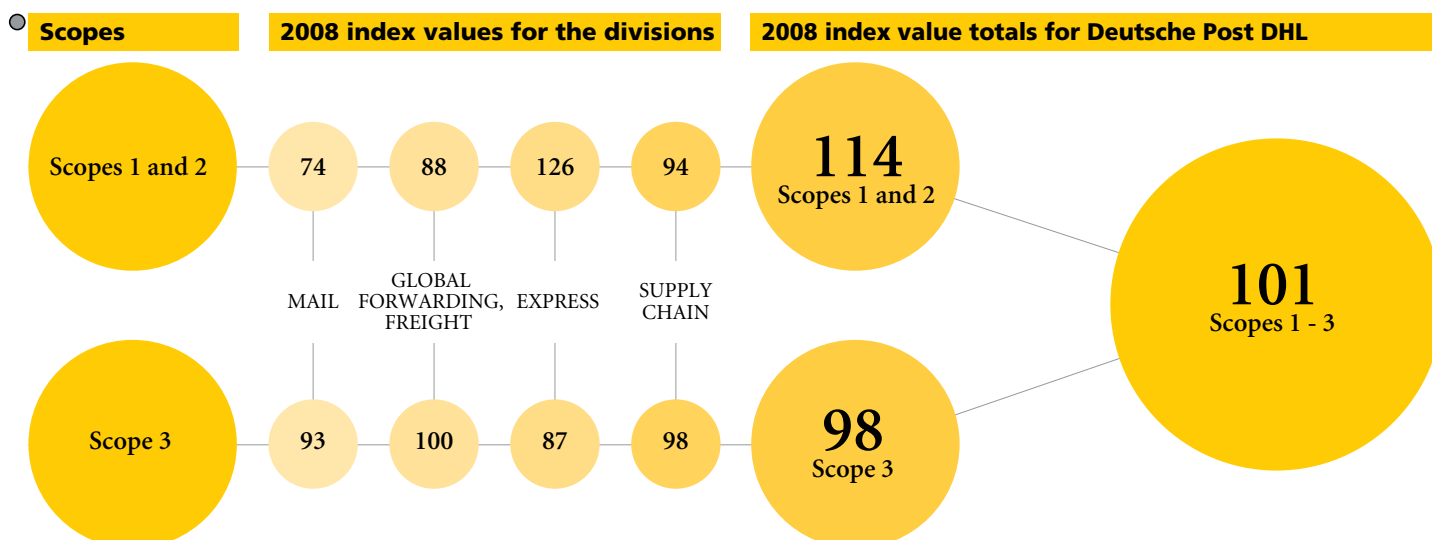 Scopes
2008 index values for the divisions
2008 index value totals for Deutsche Post DHL
Scopes 1 and 2
74
88
126
94
114
Scopes 1 and 2
MAIL
GLOBAL
FORWARDING,
FREIGHT
EXPRESS
SUPPLY
CHAIN
101
Scopes 1 - 3
Scope 3
93
100
87
98
98
Scope 3